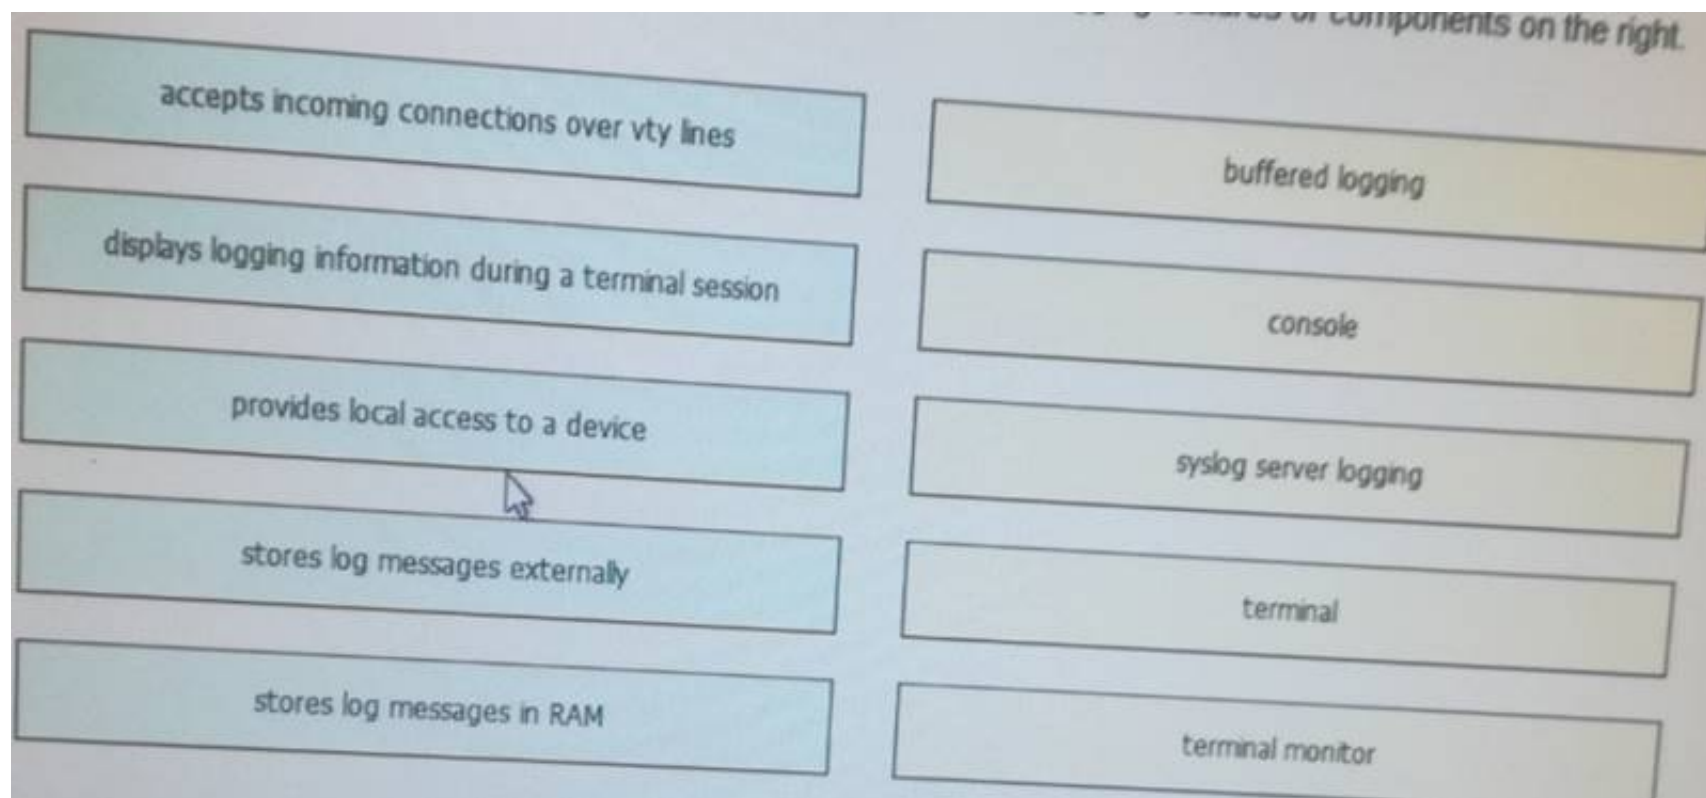 components on the right.
accepts incoming connections over vty lines
displays logging information during a terminal session
provides local access to a device
stores log messages externally
stores log messages in RAM
buffered logging
console
syslog server logging
terminal
terminal monitor